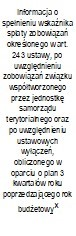 Informacja o
spełnieniu wskaźnika
spłaty zobowiązań
określonego w art.
243 ustawy, po
uwzględnieniu
zobowiązań związku
współtworzonego
przez jednostkę
samorządu
terytorialnego oraz
po uwzględnieniu
ustawowych
wyłączeń,
obliczonego w
oparciu o plan 3
kwartałów roku
poprzedzającego rok
budżetowy x